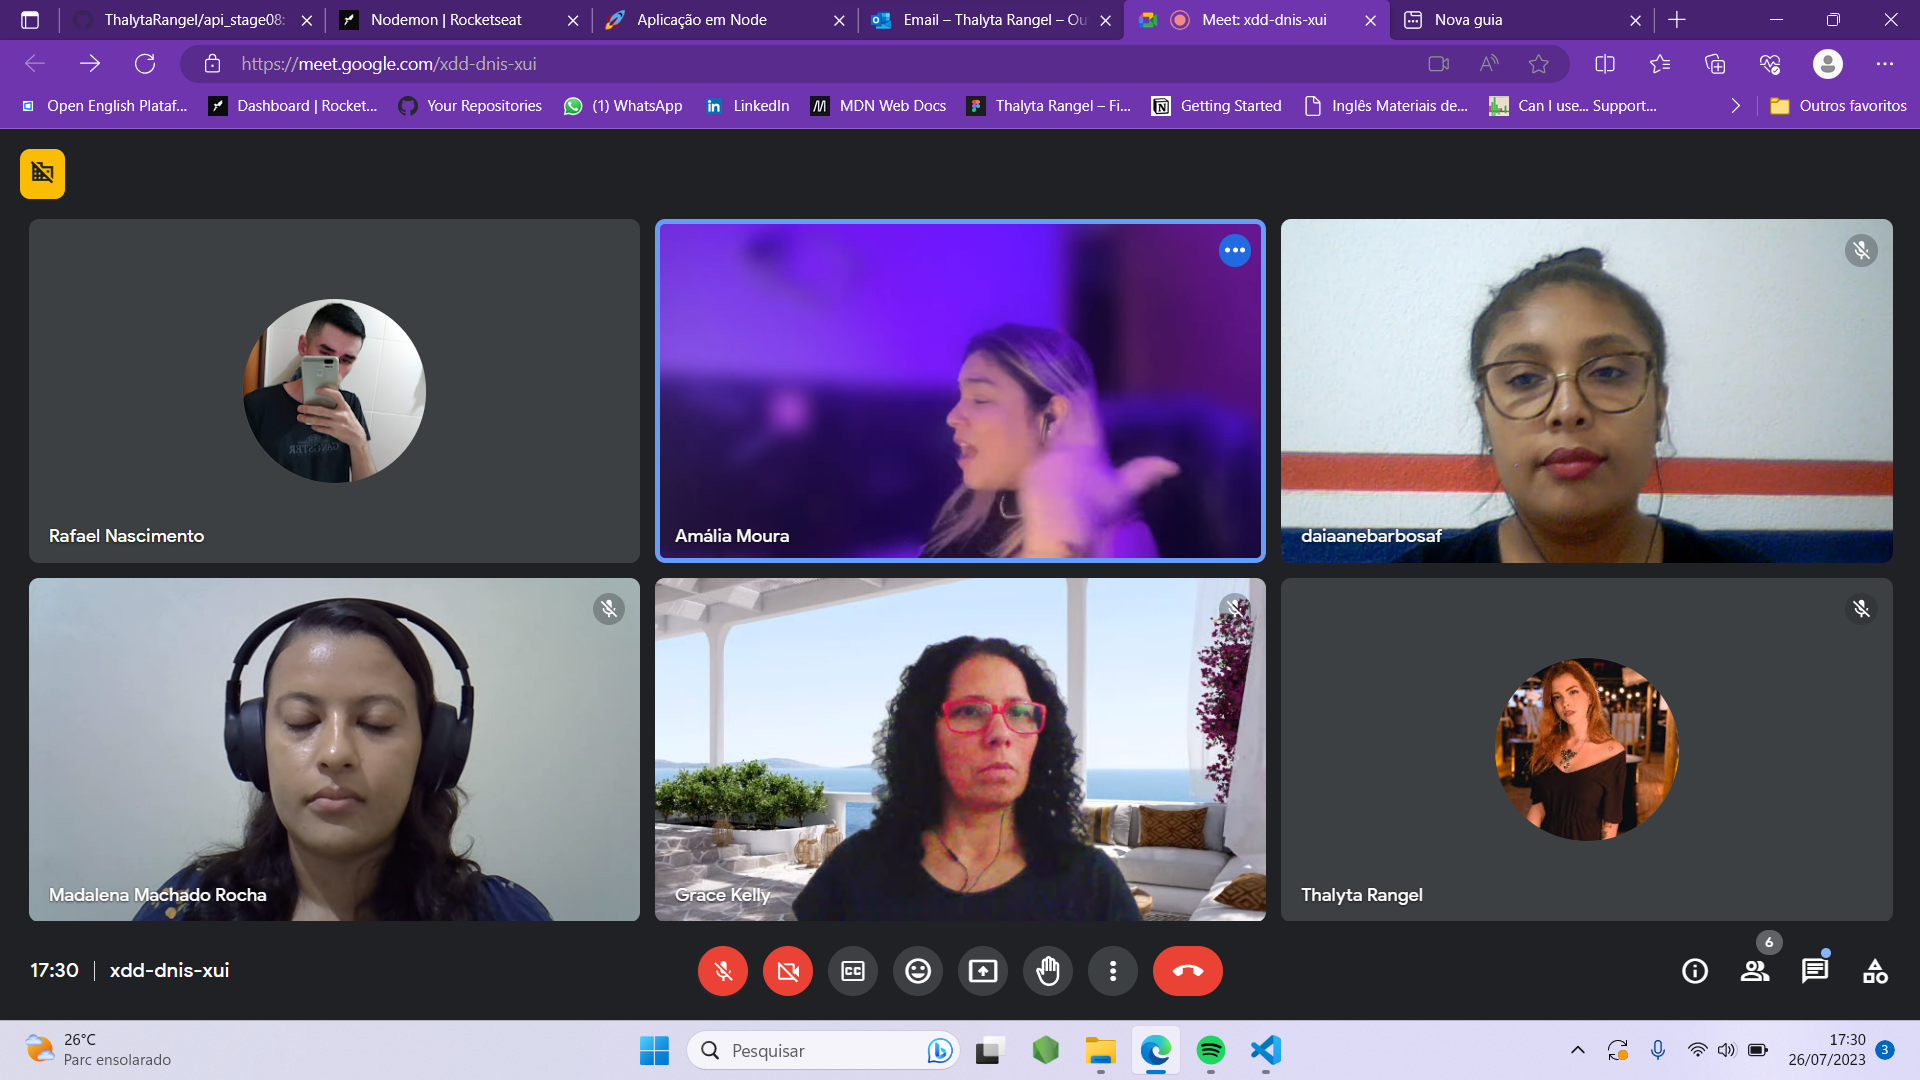 ThalytaRangel/api_stage08:
Nodemon | Rocketseat
Aplicação em Node
Email – Thalyta Rangel – Ou
Meet: xdd-dnis-xui
Nova guia
https://meet.google.com/xdd-dnis-xui
Open English Plataf...
Dashboard | Rocket...
Your Repositories
(1) WhatsApp
LinkedIn
MDN Web Docs
Thalyta Rangel – Fi...
Getting Started
Inglês Materiais de...
Can I use... Support...
Outros favoritos
Rafael Nascimento
Amália Moura
daiaanebarbosaf
Madalena Machado Rocha
Grace Kelly
Thalyta Rangel
17:30
xdd-dnis-xui
6
26°C
Parc ensolarado
Pesquisar
17:30
26/07/2023
3